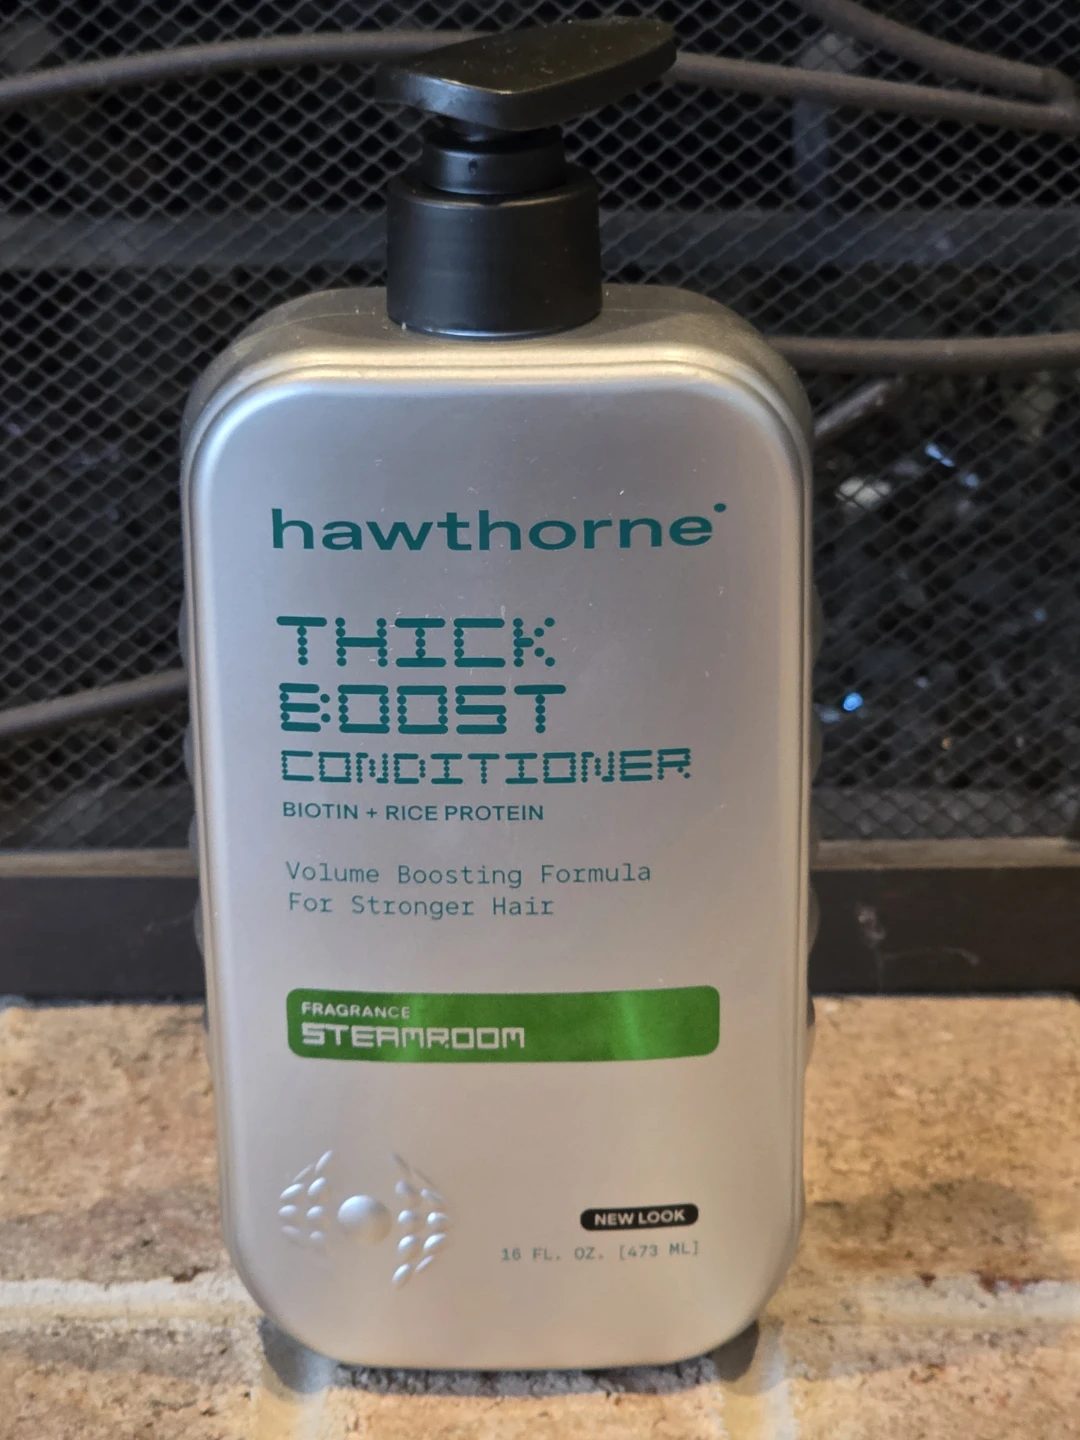 hawthorne
THICK
BOOST
CONDITIONER
BIOTIN + RICE PROTEIN
Volume Boosting Formula
For Stronger Hair
FRAGRANCE
STEAMROOM
NEW LOOK
16 FL. OZ. [473 ML]